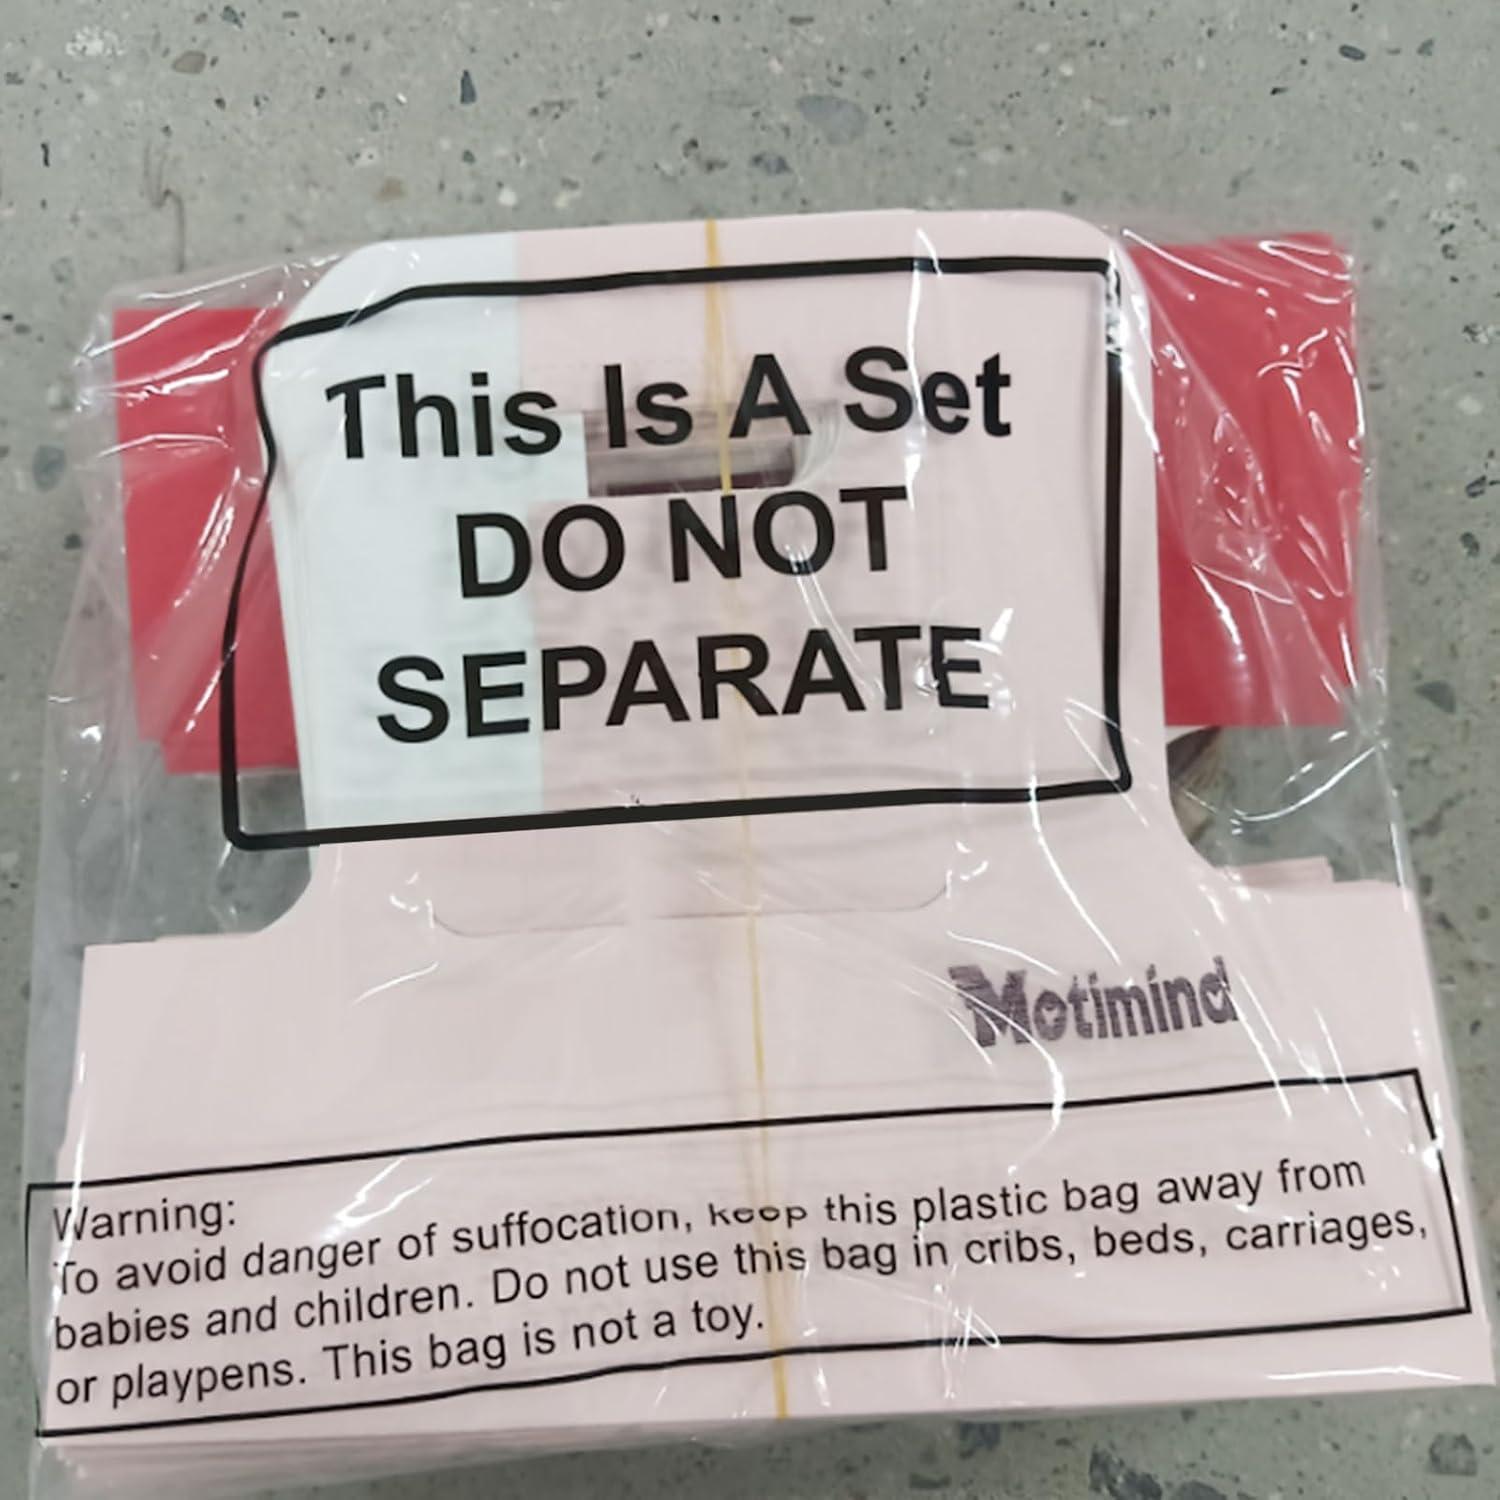 This Is A Set
DO NOT
SEPARATE
Motimind
Warning:
To avoid danger of suffocation, keep this plastic bag away from
babies and children. Do not use this bag in cribs, beds, carriages,
or playpens. This bag is not a toy.